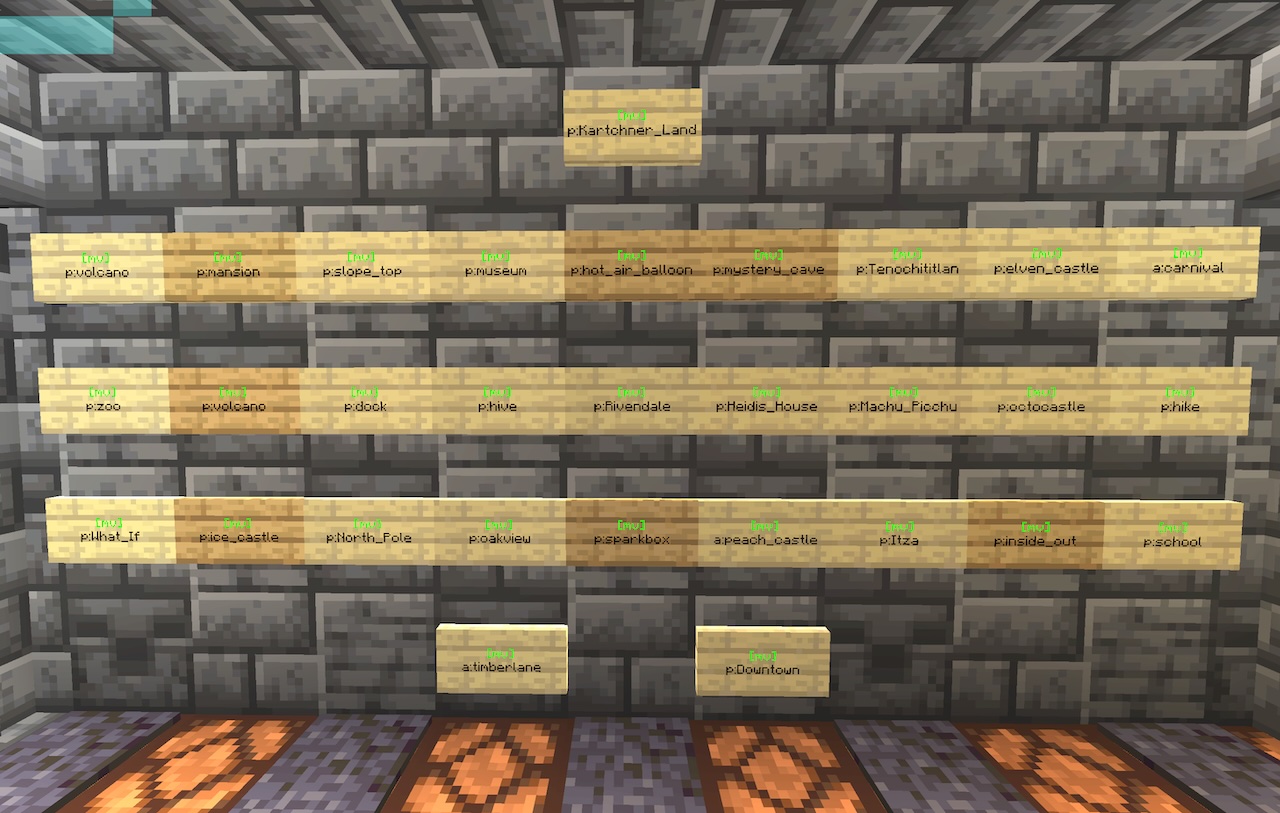 [mv]
p:Kartchner_Land
[mv] [mv] [mv] [mv] [mv] [mv] [mv] [mv] [mv]
p:volcano p:mansion p:slope_top p:museum p:hot_air_balloon p:mystery_cave p:Tenochititlan p:elven_castle a:carnival
[mv] [mv] [mv] [mv] [mv] [mv] [mv] [mv] [mv]
p:zoo p:volcano p:dock p:hive p:Rivendale p:Heidis_House p:Machu_Picchu p:octocastle p:hike
[mv] [mv] [mv] [mv] [mv] [mv] [mv] [mv] [mv]
p:What_If p:ice_castle p:North_Pole p:oakview p:sparkbox a:peach_castle p:Itza p:inside_out p:school
[mv] [mv]
a:timberlane p:Downtown